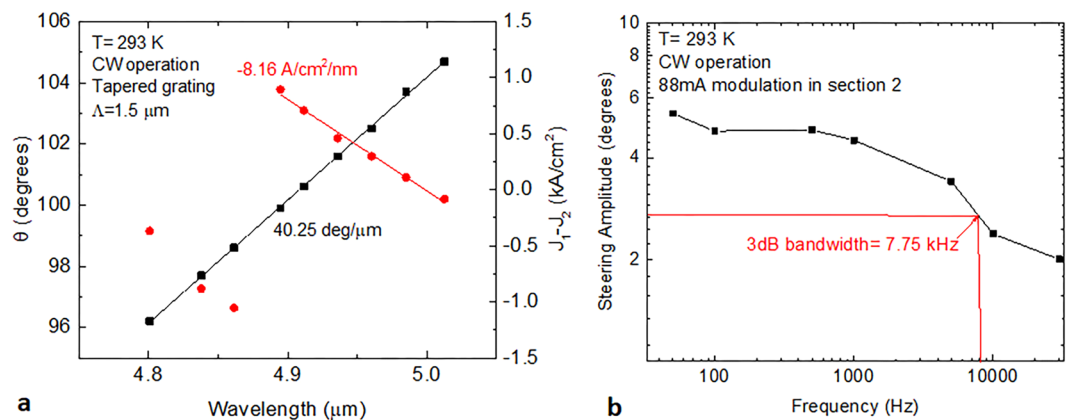 106
104
102
100
98
96
θ (degrees)
T= 293 K
CW operation
Tapered grating
Λ=1.5 μm
-8.16 A/cm²/nm
40.25 deg/μm
1.5
1.0
0.5
0.0
-0.5
-1.0
-1.5
J₁-J₂ (kA/cm²)
4.8
4.9
5.0
Wavelength (μm)
a
10
8
6
4
2
Steering Amplitude (degrees)
T= 293 K
CW operation
88mA modulation in section 2
3dB bandwidth= 7.75 kHz
100
1000
10000
Frequency (Hz)
b